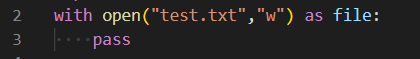 2 with open("test.txt","w") as file:
3 ····pass